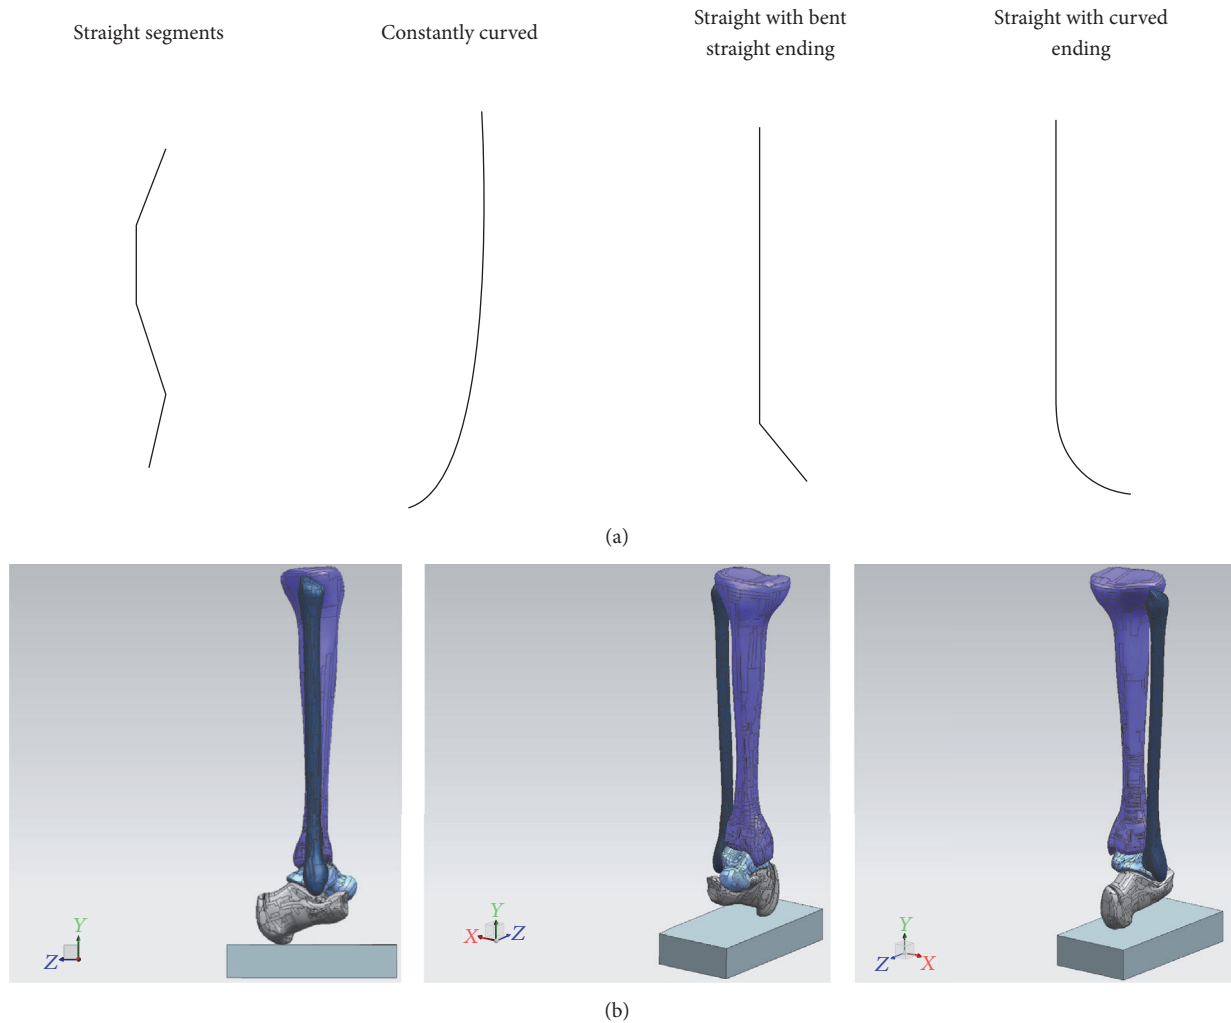 Straight segments
Constantly curved
Straight with bent
straight ending
Straight with curved
ending
(a)
Y
Z
Y
X
Z
Y
Z
X
(b)